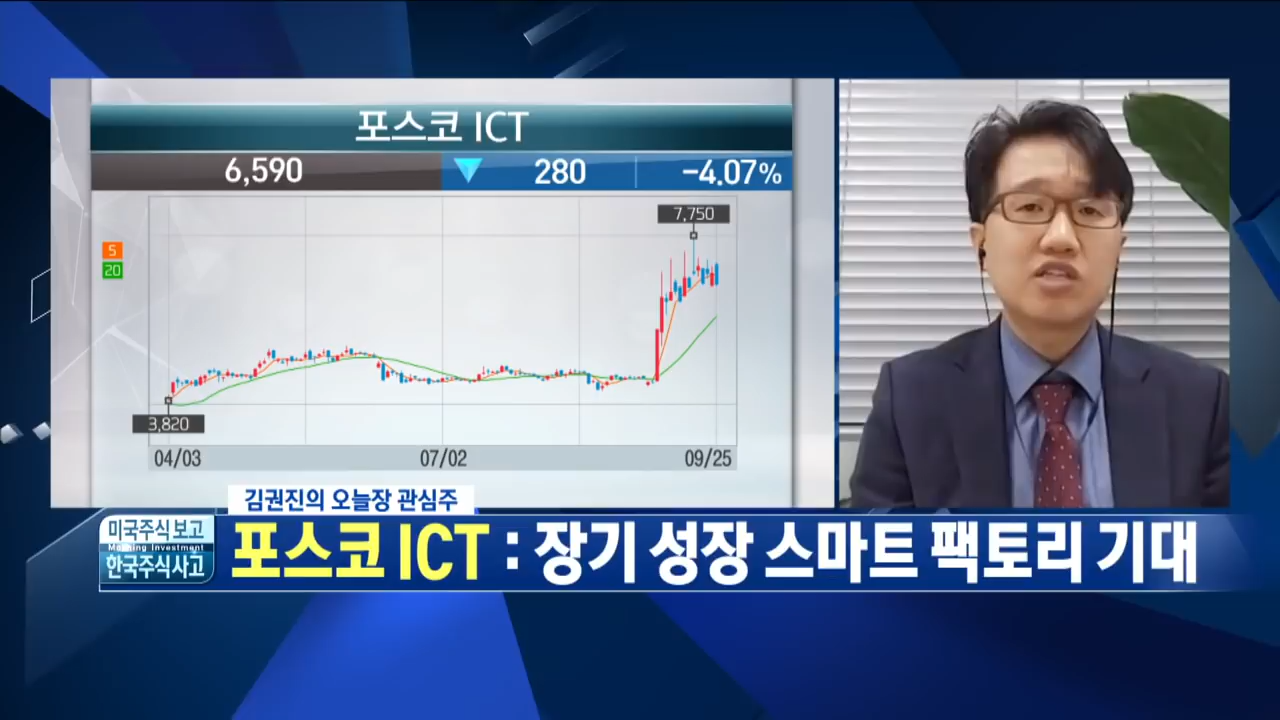 포스코 ICT
6,590 ▼ 280 -4.07%
7,750
5
20
3,820
04/03 07/02 09/25
김권진의 오늘장 관심주
미국주식 보고
Morning Investment
한국주식 사고
포스코 ICT : 장기 성장 스마트 팩토리 기대